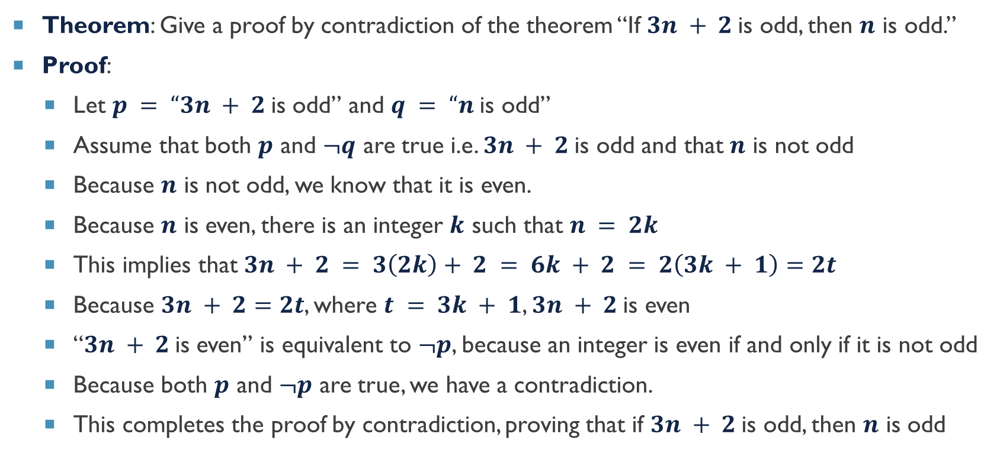 Theorem: Give a proof by contradiction of the theorem “If 3n + 2 is odd, then n is odd.”
Proof:
Let p = “3n + 2 is odd” and q = “n is odd”
Assume that both p and ¬q are true i.e. 3n + 2 is odd and that n is not odd
Because n is not odd, we know that it is even.
Because n is even, there is an integer k such that n = 2k
This implies that 3n + 2 = 3(2k) + 2 = 6k + 2 = 2(3k + 1) = 2t
Because 3n + 2 = 2t, where t = 3k + 1, 3n + 2 is even
“3n + 2 is even” is equivalent to ¬p, because an integer is even if and only if it is not odd
Because both p and ¬p are true, we have a contradiction.
This completes the proof by contradiction, proving that if 3n + 2 is odd, then n is odd